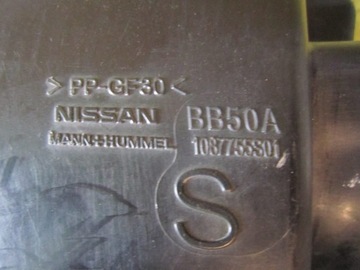 >PP-GF30<
NISSAN BB50A
MANN+HUMMEL 1087755S01
S